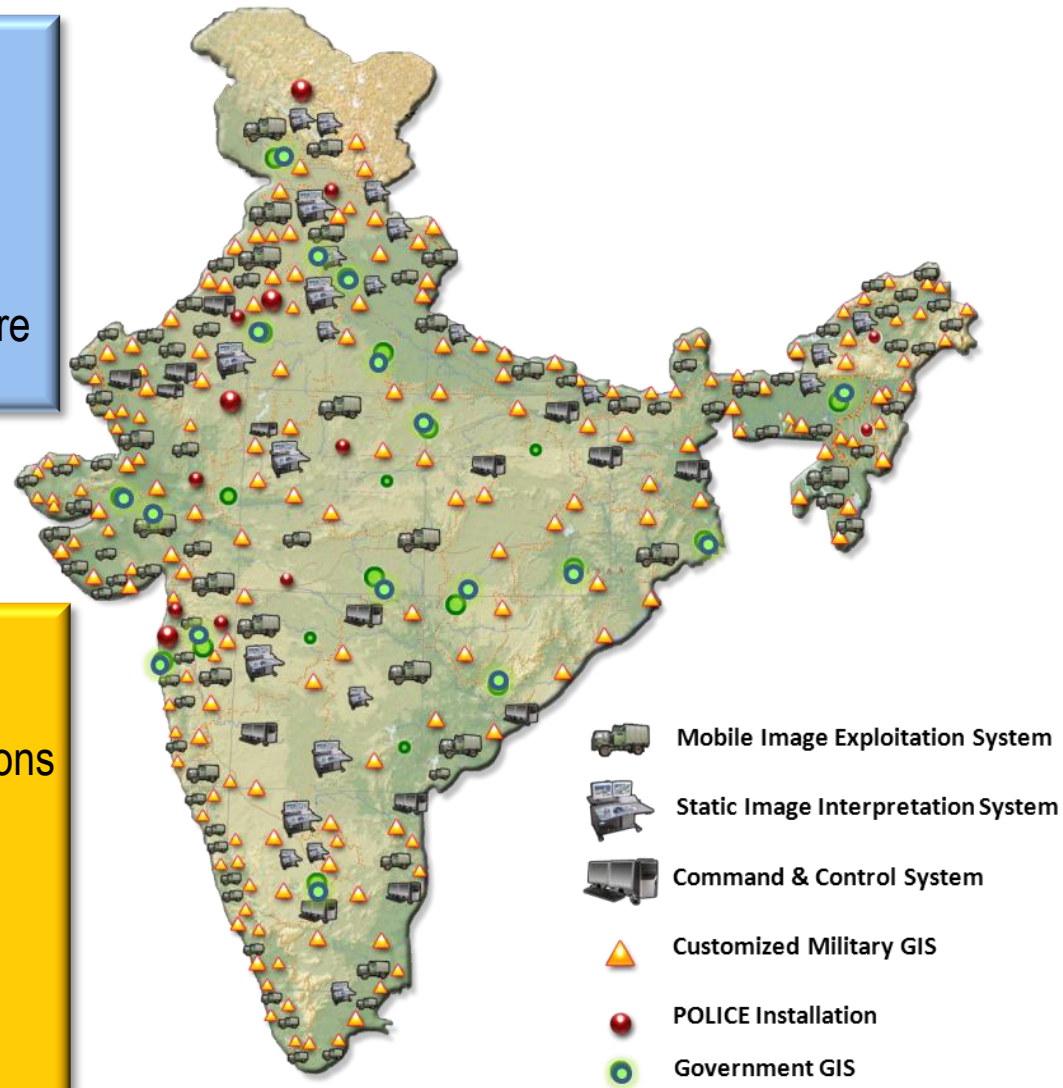 re
ons
Mobile Image Exploitation System
Static Image Interpretation System
Command & Control System
Customized Military GIS
POLICE Installation
Government GIS